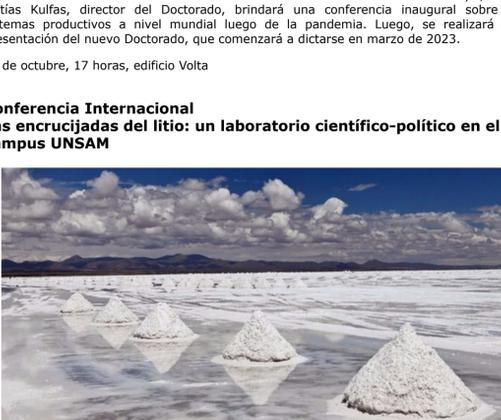 tías Kulfas, director del Doctorado, brindará una conferencia inaugural sobre
temas productivos a nivel mundial luego de la pandemia. Luego, se realizará
esentación del nuevo Doctorado, que comenzará a dictarse en marzo de 2023.
de octubre, 17 horas, edificio Volta
onferencia Internacional
s encrucijadas del litio: un laboratorio científico-político en el
mpus UNSAM